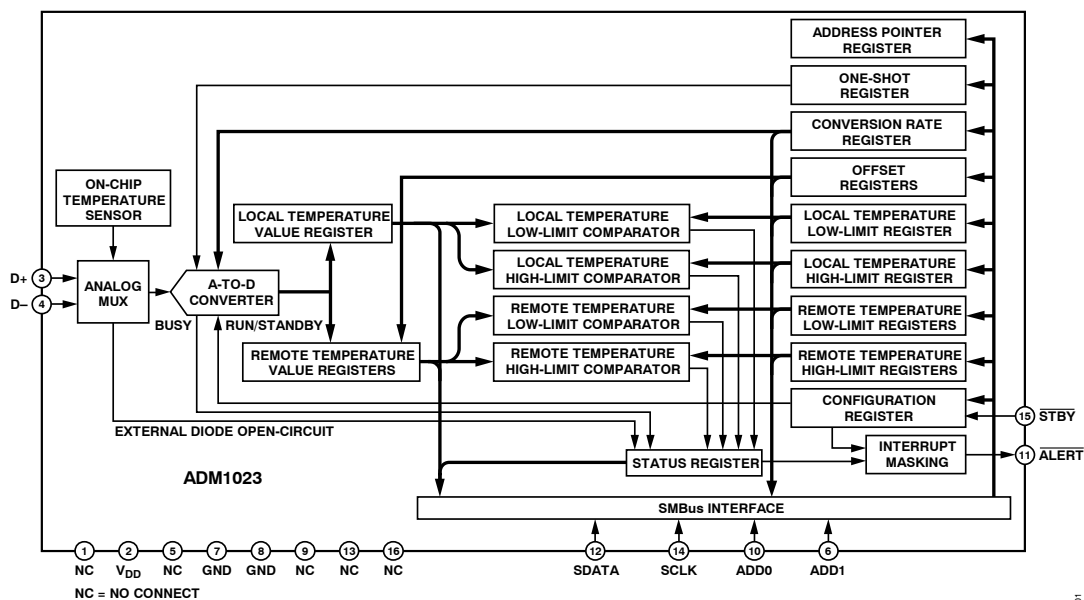 ADDRESS POINTER
REGISTER
ONE-SHOT
REGISTER
CONVERSION RATE
REGISTER
OFFSET
REGISTERS
ON-CHIP
TEMPERATURE
SENSOR
LOCAL TEMPERATURE
VALUE REGISTER
LOCAL TEMPERATURE
LOW-LIMIT COMPARATOR
LOCAL TEMPERATURE
LOW-LIMIT REGISTER
LOCAL TEMPERATURE
HIGH-LIMIT COMPARATOR
LOCAL TEMPERATURE
HIGH-LIMIT REGISTER
D+ 3
D– 4
ANALOG
MUX
A-TO-D
CONVERTER
BUSY
RUN/STANDBY
REMOTE TEMPERATURE
LOW-LIMIT COMPARATOR
REMOTE TEMPERATURE
LOW-LIMIT REGISTERS
REMOTE TEMPERATURE
VALUE REGISTERS
REMOTE TEMPERATURE
HIGH-LIMIT COMPARATOR
REMOTE TEMPERATURE
HIGH-LIMIT REGISTERS
CONFIGURATION
REGISTER
15 STBY
EXTERNAL DIODE OPEN-CIRCUIT
STATUS REGISTER
INTERRUPT
MASKING
11 ALERT
ADM1023
SMBus INTERFACE
1 2 5 7 8 9 13 16 12 14 10 6
NC VDD NC GND GND NC NC NC SDATA SCLK ADD0 ADD1
NC = NO CONNECT